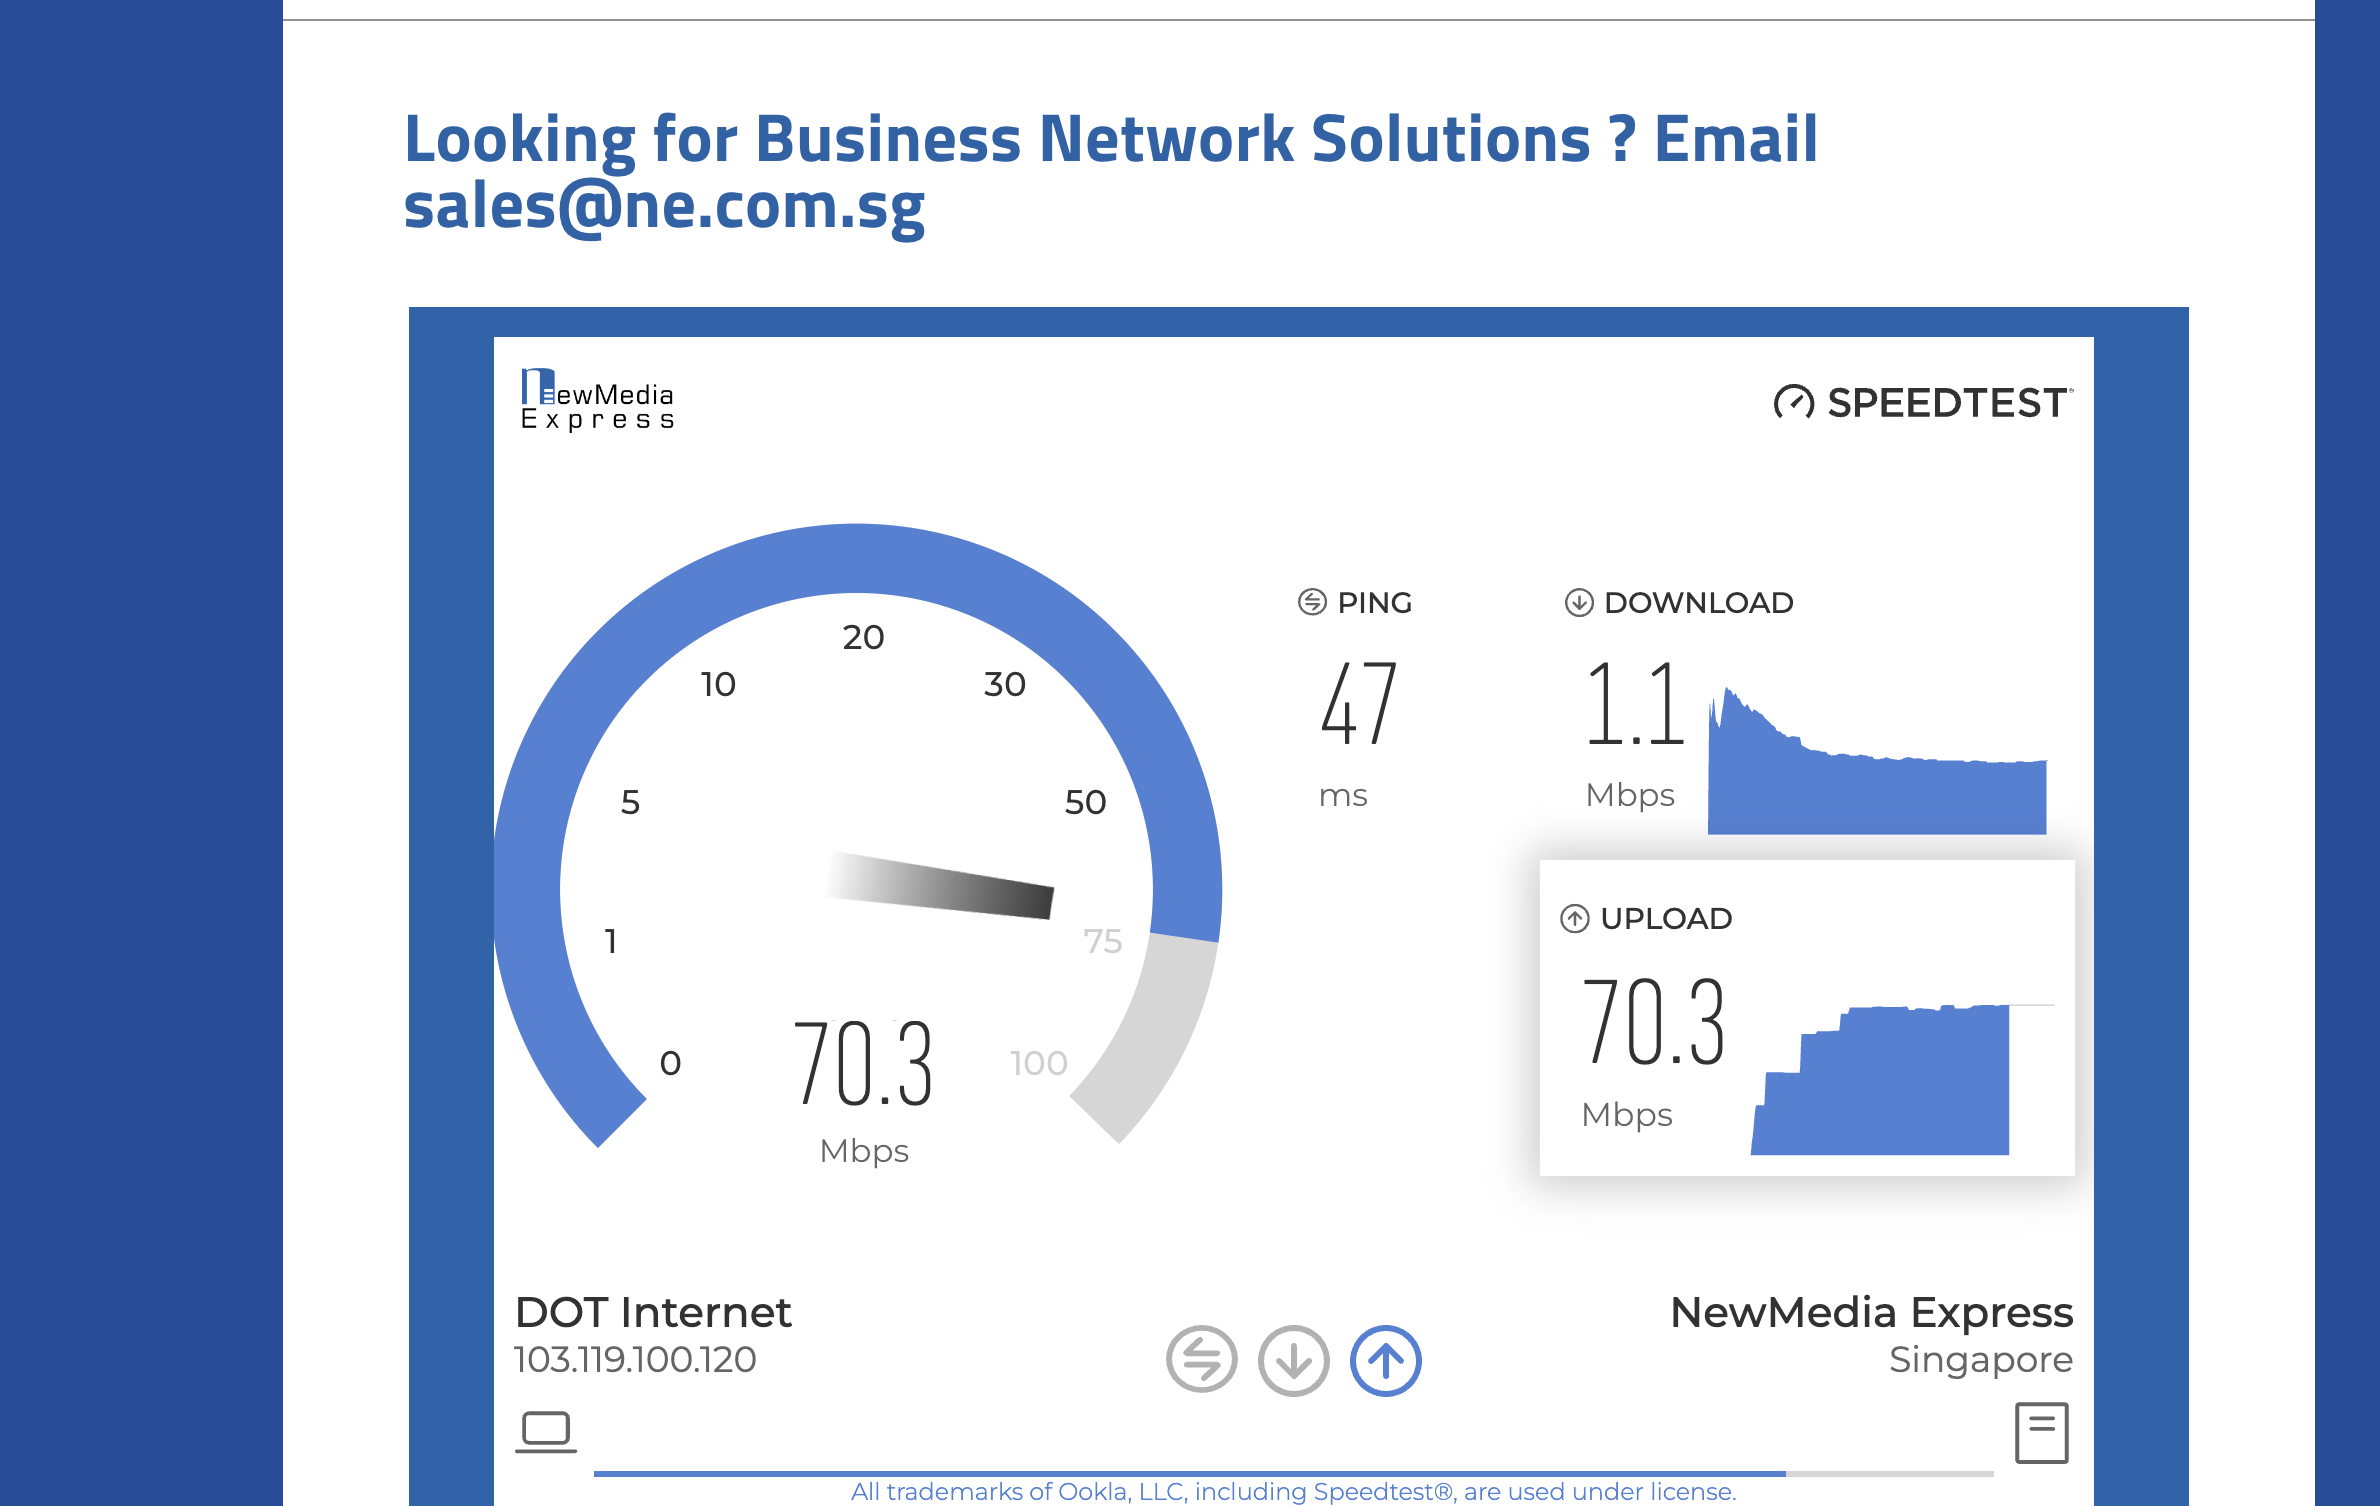 Looking for Business Network Solutions ? Email
sales@ne.com.sg
NewMedia
Express
SPEEDTEST
PING
47
ms
DOWNLOAD
1.1
Mbps
UPLOAD
70.3
Mbps
0
1
5
10
20
30
50
75
100
70.3
Mbps
DOT Internet
103.119.100.120
NewMedia Express
Singapore
All trademarks of Ookla, LLC, including Speedtest®, are used under license.